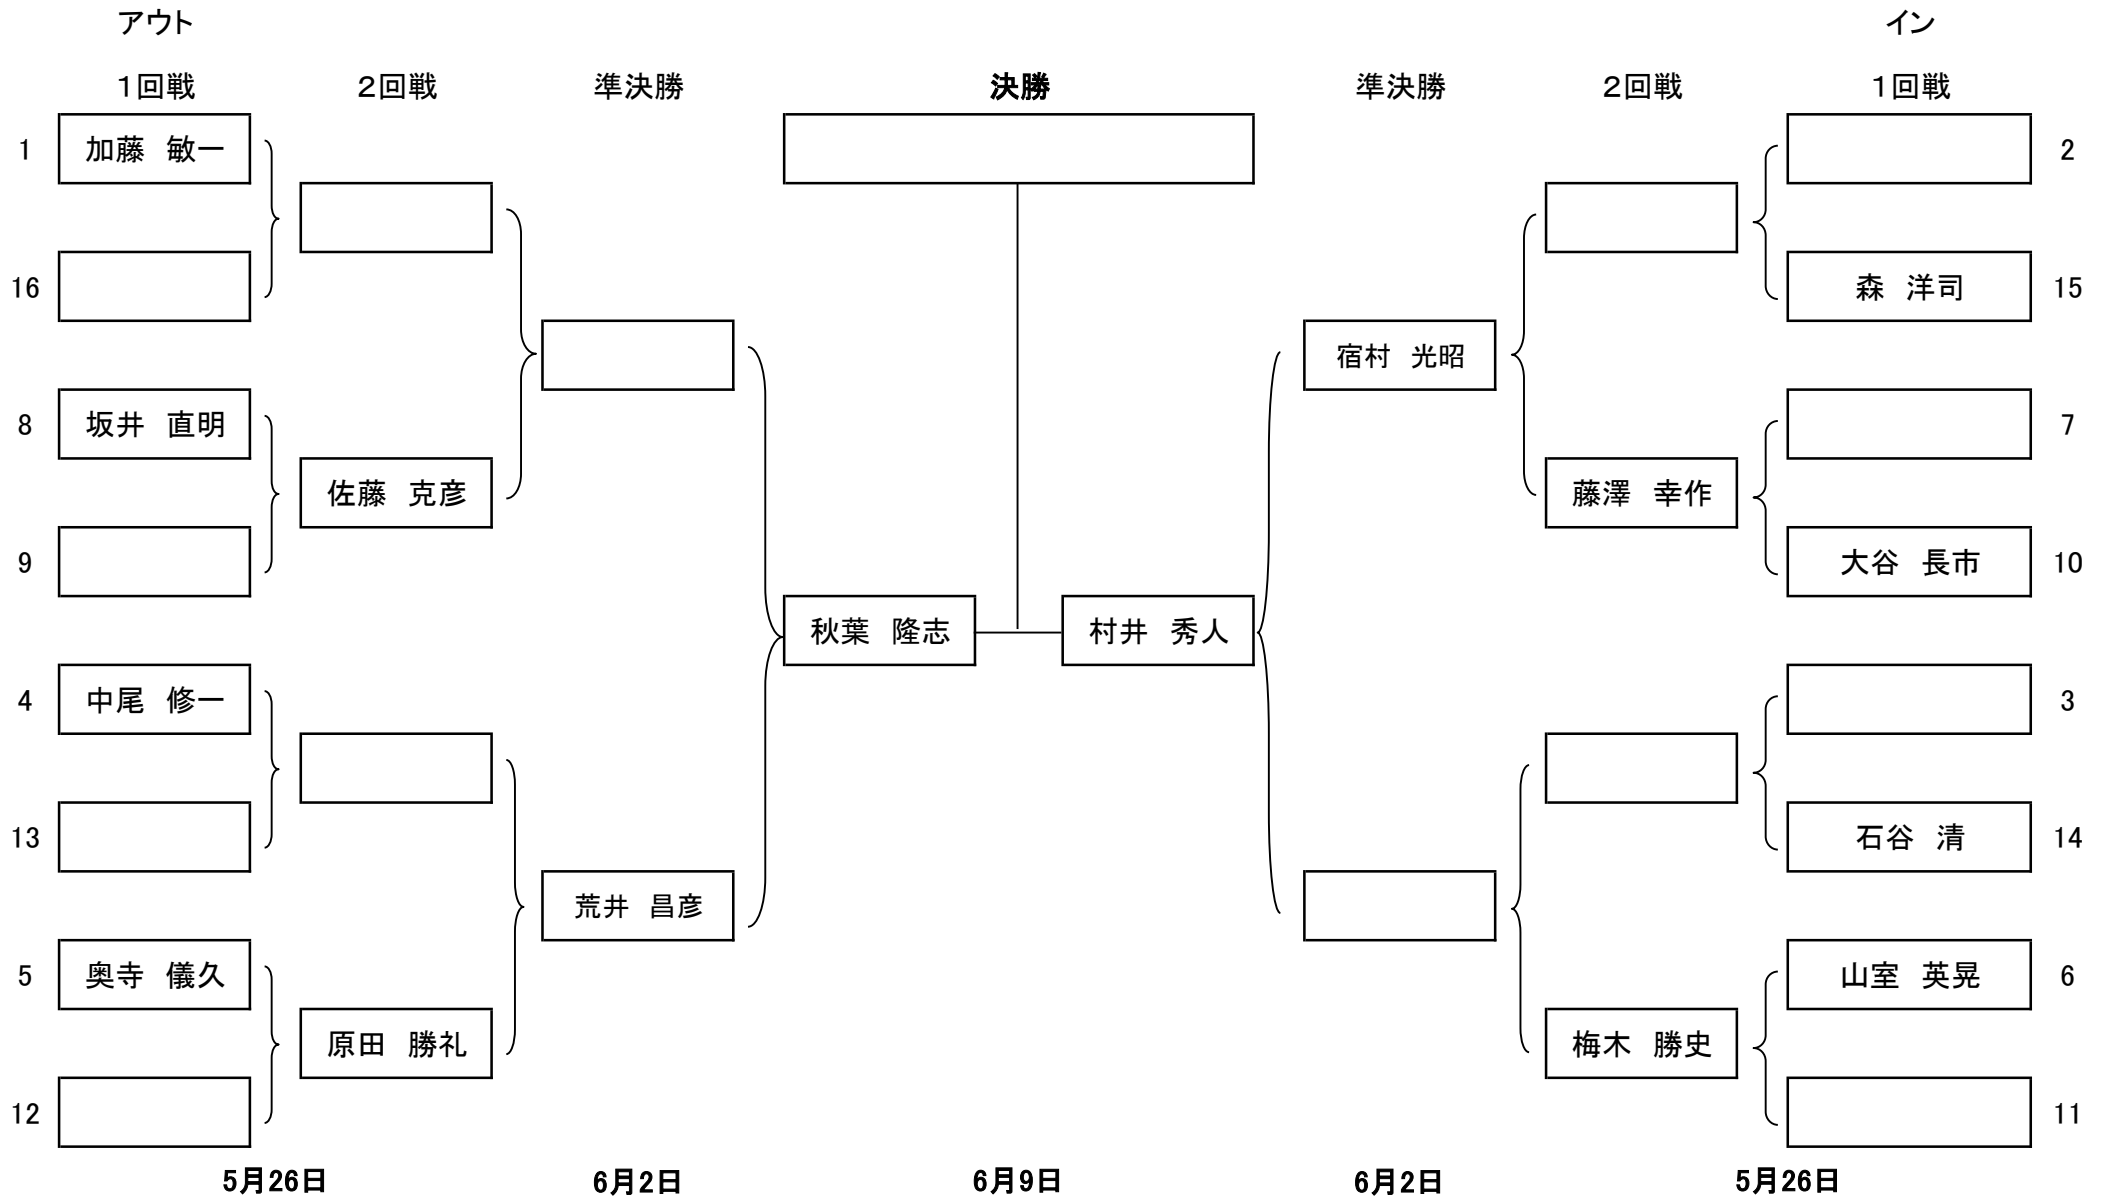 アウト　イン
１回戦　２回戦　準決勝　決勝　準決勝　２回戦　１回戦
1　加藤　敏一　2
16　森　洋司　15
宿村　光昭
8　坂井　直明　7
佐藤　克彦　藤澤　幸作
9　大谷　長市　10
秋葉　隆志　村井　秀人
4　中尾　修一　3
13　石谷　清　14
荒井　昌彦
5　奥寺　儀久　山室　英晃　6
原田　勝礼　梅木　勝史
12　11
5月26日　6月2日　6月9日　6月2日　5月26日